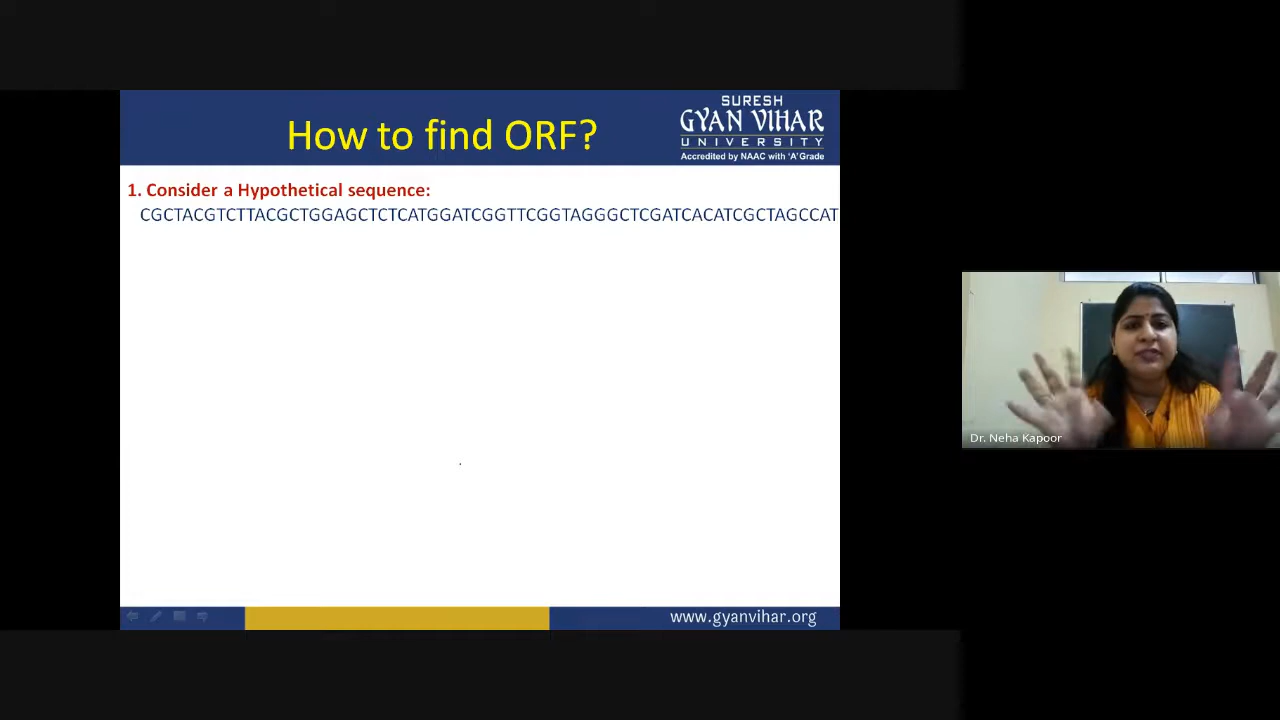 How to find ORF?
SURESH
GYAN VIHAR
UNIVERSITY
Accredited by NAAC with 'A' Grade
1. Consider a Hypothetical sequence:
CGCTACGTCTTACGCTGGAGCTCTCATGGATCGGTTCGGTAGGGCTCGATCACATCGCTAGCCAT
Dr. Neha Kapoor
www.gyanvihar.org